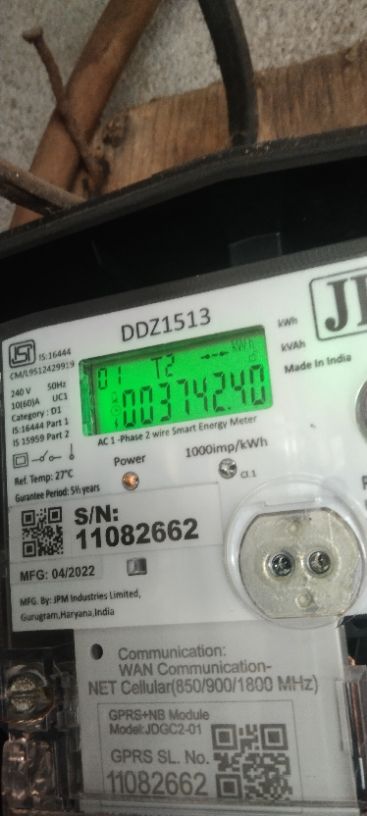 DDZ1513
IS:16444
CM/L9512429919
240 V 50Hz
10(60)A UC1
Category : D1
IS:16444 Part 1
IS 15959 Part 2
01 T2 kWh
00374240
kWh
kVAh
Made In India
AC 1 -Phase 2 wire Smart Energy Meter
Ref. Temp: 27°C
Gurantee Period: 5½ years
Power
1000imp/kWh
Cl.1
S/N:
11082662
MFG: 04/2022
MFG. By: JPM Industries Limited,
Gurugram,Haryana,India
Communication:
WAN Communication-
NET Cellular(850/900/1800 MHz)
GPRS+NB Module
Model:JDGC2-01
GPRS SL. No.
11082662